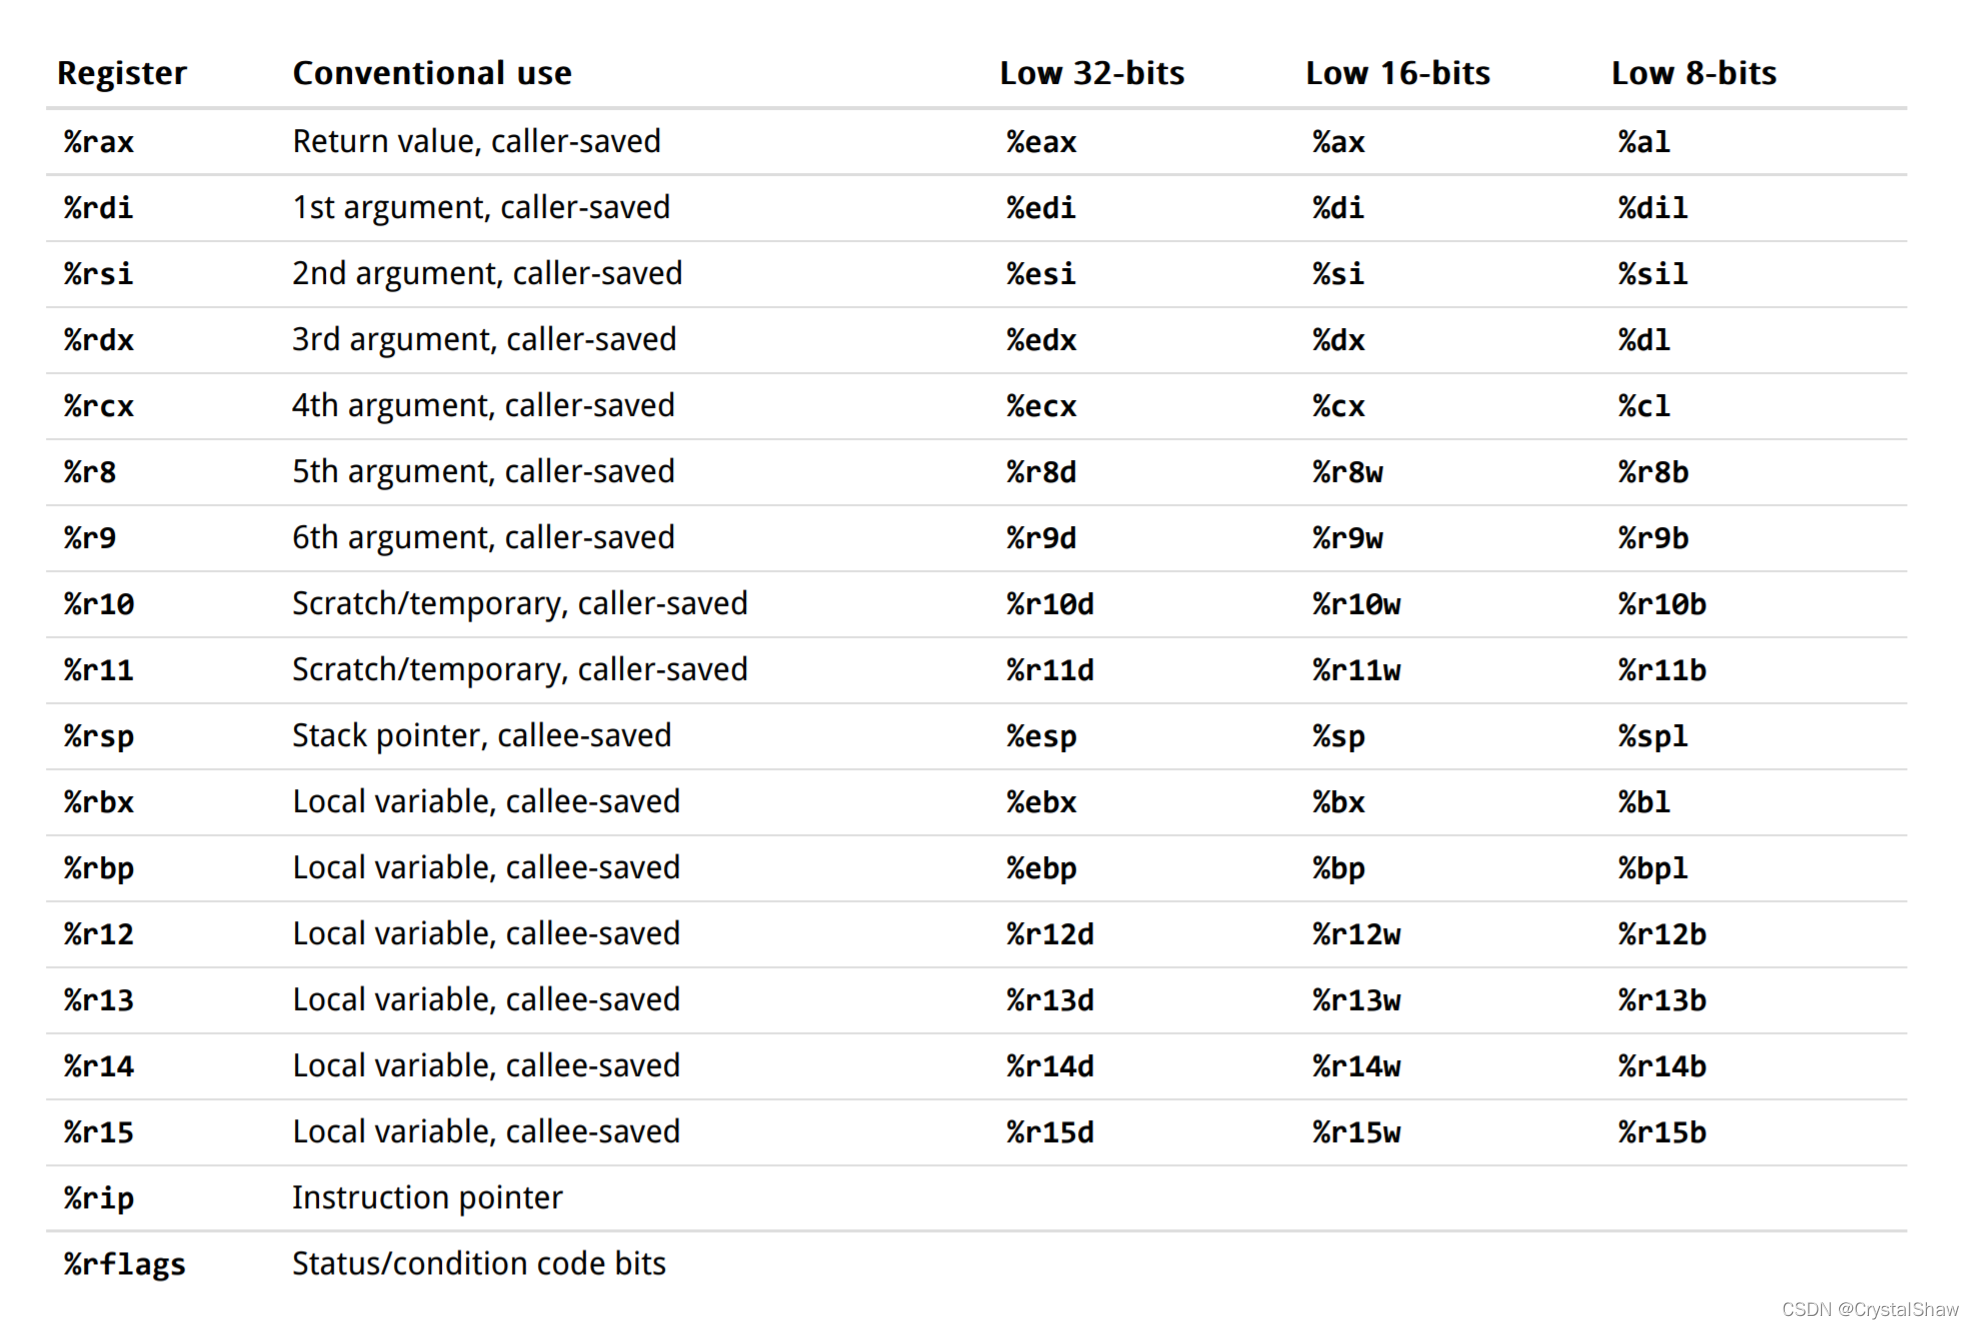 Register Conventional use Low 32-bits Low 16-bits Low 8-bits
%rax Return value, caller-saved %eax %ax %al
%rdi 1st argument, caller-saved %edi %di %dil
%rsi 2nd argument, caller-saved %esi %si %sil
%rdx 3rd argument, caller-saved %edx %dx %dl
%rcx 4th argument, caller-saved %ecx %cx %cl
%r8 5th argument, caller-saved %r8d %r8w %r8b
%r9 6th argument, caller-saved %r9d %r9w %r9b
%r10 Scratch/temporary, caller-saved %r10d %r10w %r10b
%r11 Scratch/temporary, caller-saved %r11d %r11w %r11b
%rsp Stack pointer, callee-saved %esp %sp %spl
%rbx Local variable, callee-saved %ebx %bx %bl
%rbp Local variable, callee-saved %ebp %bp %bpl
%r12 Local variable, callee-saved %r12d %r12w %r12b
%r13 Local variable, callee-saved %r13d %r13w %r13b
%r14 Local variable, callee-saved %r14d %r14w %r14b
%r15 Local variable, callee-saved %r15d %r15w %r15b
%rip Instruction pointer
%rflags Status/condition code bits
CSDN @CrystalShaw